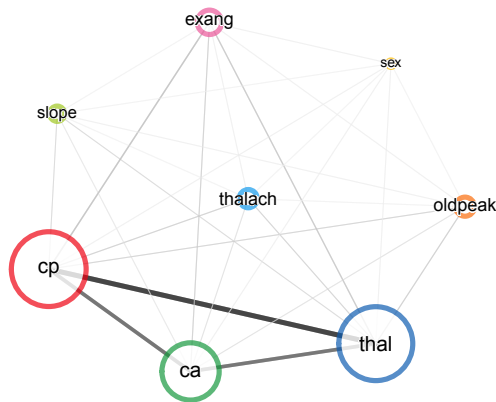 exang
sex
slope
thalach
oldpeak
cp
thal
ca